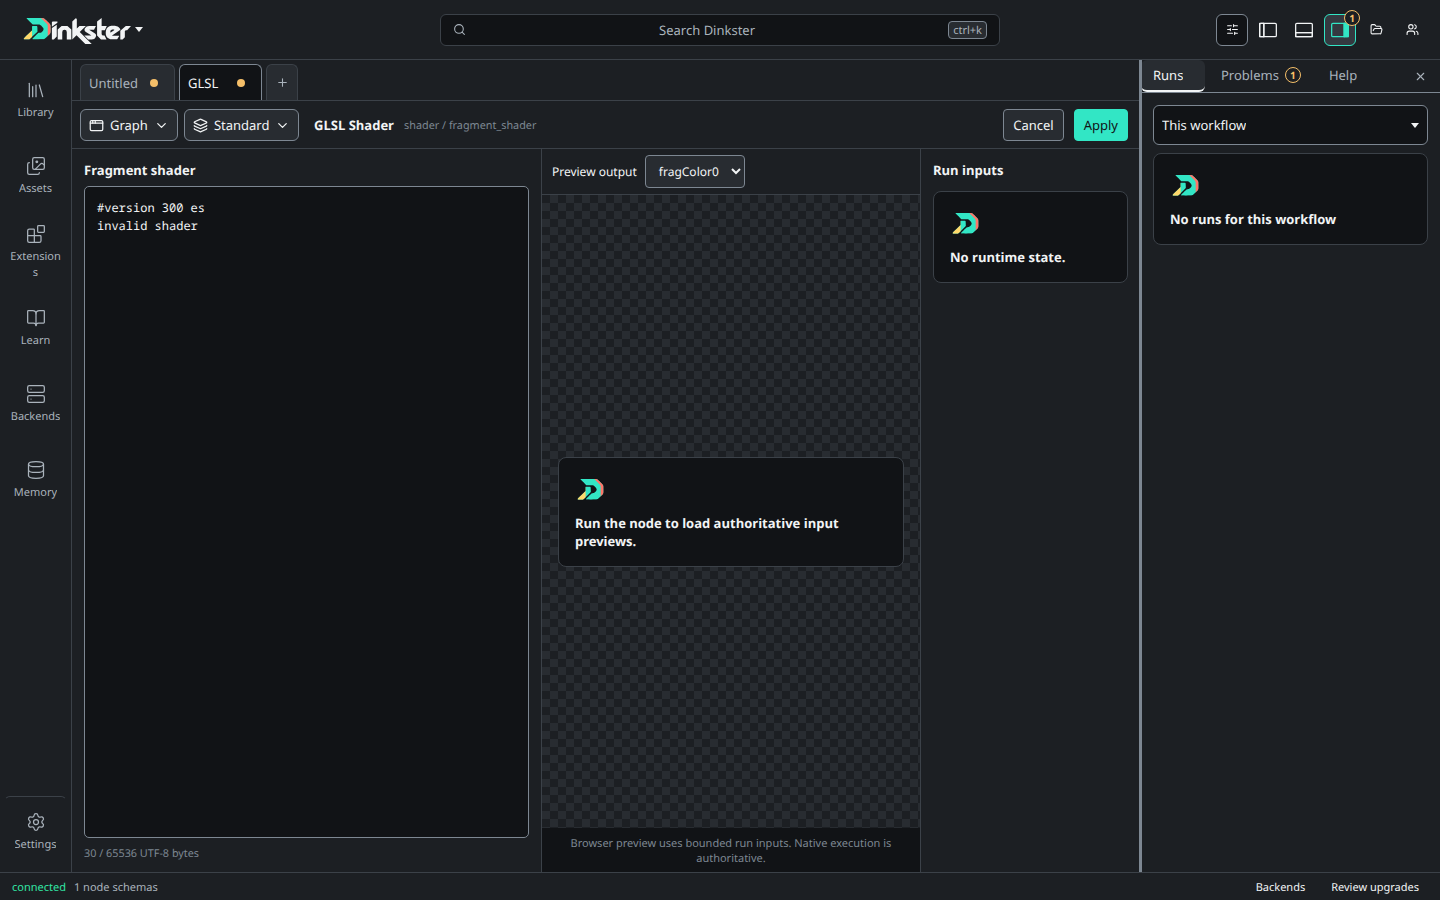 Dinkster
Search Dinkster
ctrl+k
1
Library
Assets
Extension
s
Learn
Backends
Memory
Settings
Untitled
GLSL
+
Graph
Standard
GLSL Shader
shader / fragment_shader
Cancel
Apply
Fragment shader
#version 300 es
invalid shader
30 / 65536 UTF-8 bytes
Preview output
fragColor0
Run the node to load authoritative input
previews.
Browser preview uses bounded run inputs. Native execution is
authoritative.
Run inputs
No runtime state.
Runs
Problems 1
Help
This workflow
No runs for this workflow
connected
1 node schemas
Backends
Review upgrades